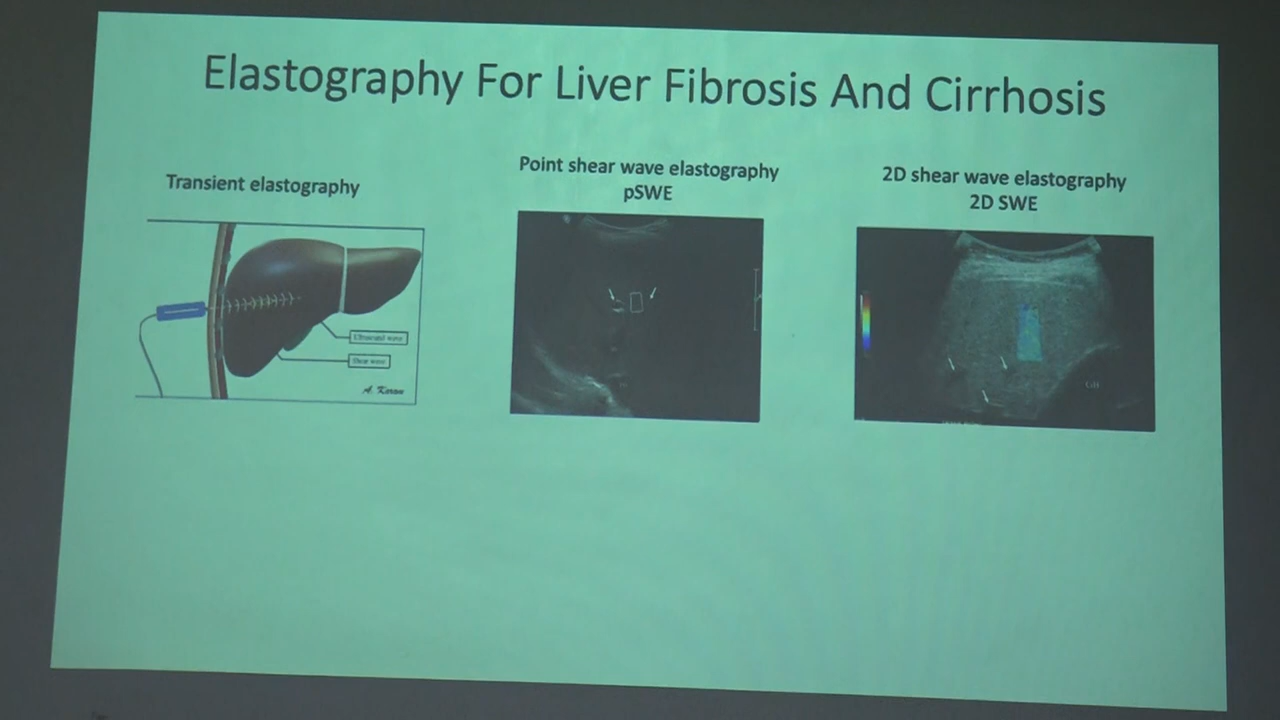 Elastography For Liver Fibrosis And Cirrhosis
Transient elastography
Ultrasound wave
Shear wave
A. Karan
Point shear wave elastography
pSWE
2D shear wave elastography
2D SWE